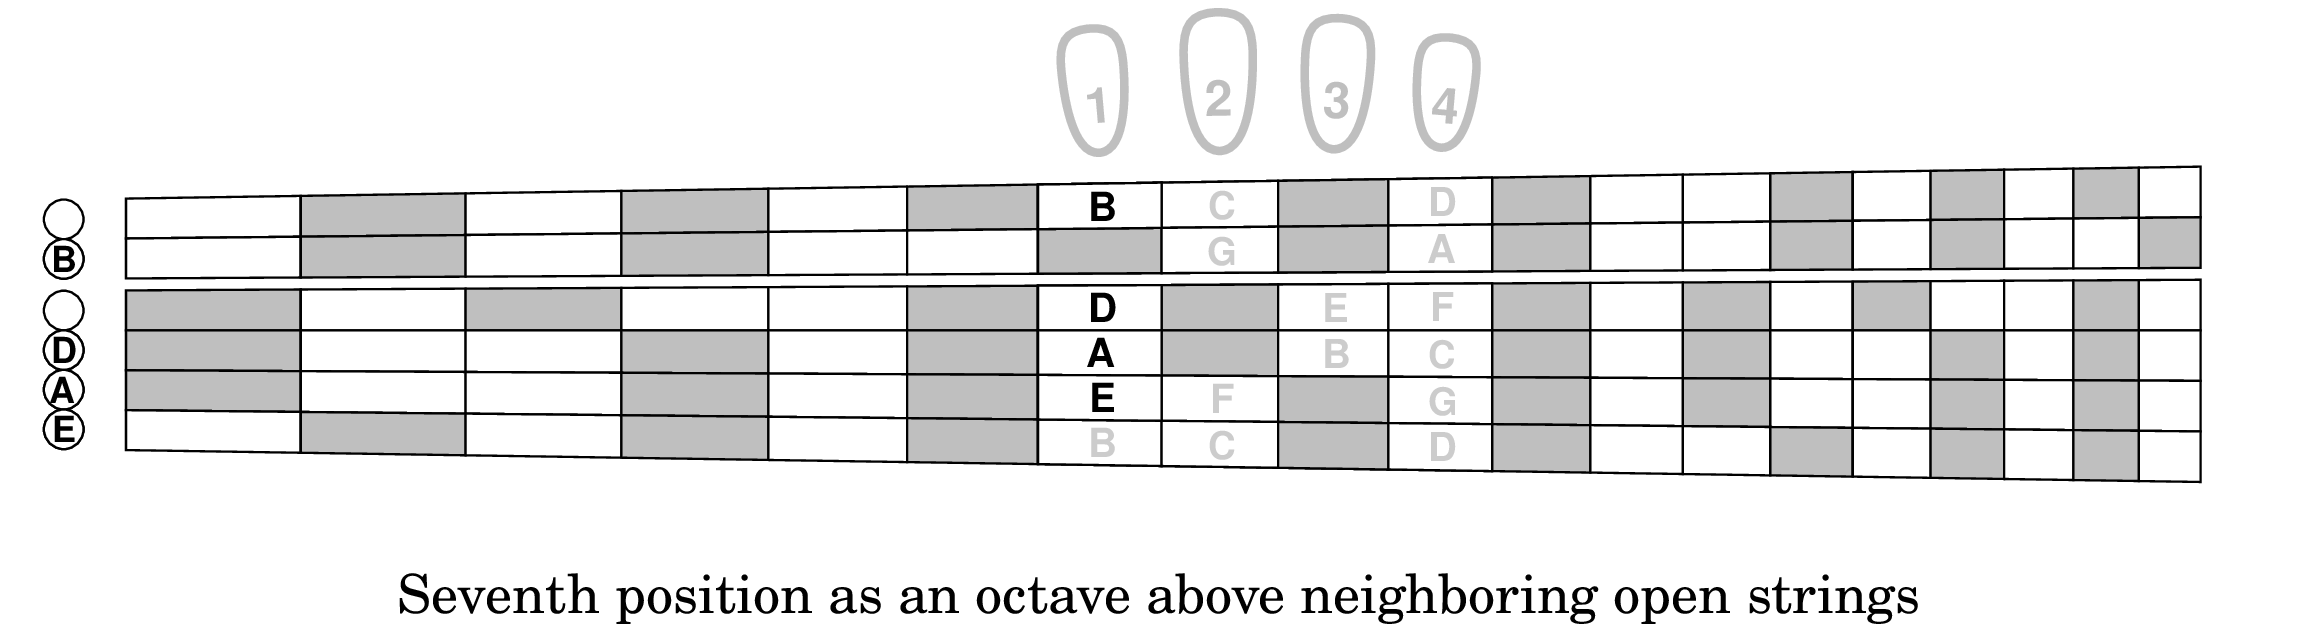 1 2 3 4
B C D
B G A
D E F
D A B C
A E F G
E B C D
Seventh position as an octave above neighboring open strings